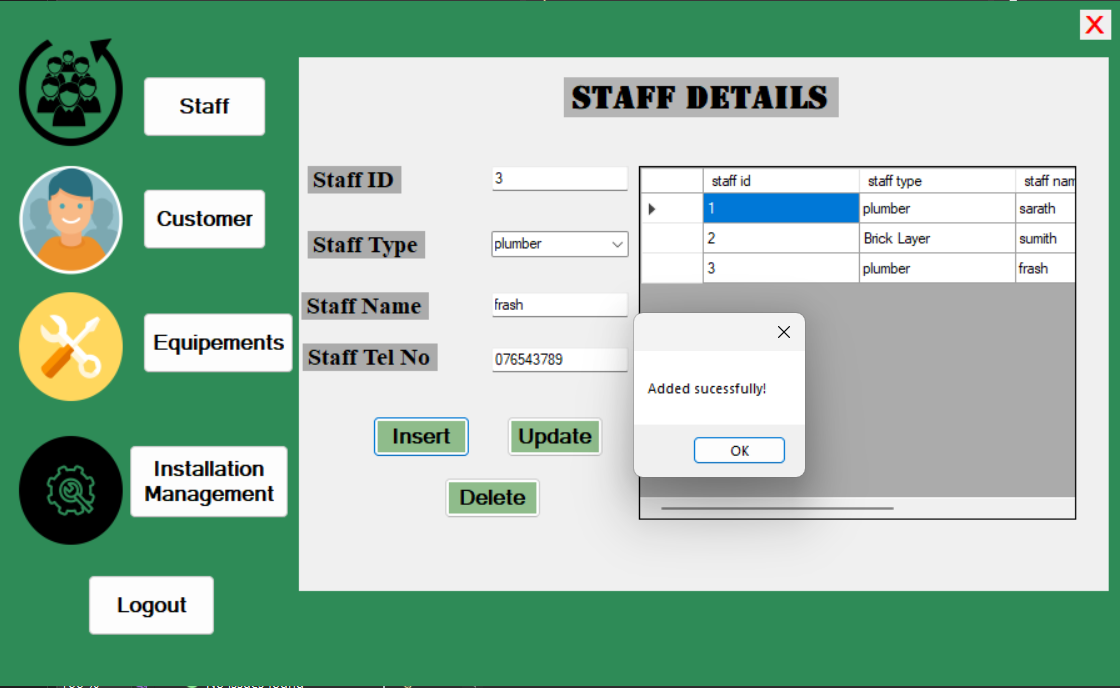 X
Staff
Customer
Equipements
Installation
Management
Logout
STAFF DETAILS
Staff ID
3
Staff Type
plumber
Staff Name
frash
Staff Tel No
076543789
Insert
Update
Delete
staff id staff type staff nam
1 plumber sarath
2 Brick Layer sumith
3 plumber frash
Added sucessfully!
OK